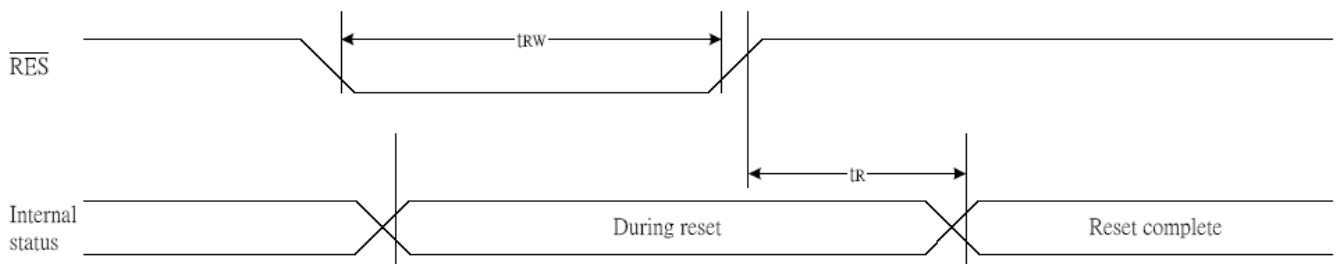 tRW
RES
tR
Internal
status
During reset
Reset complete